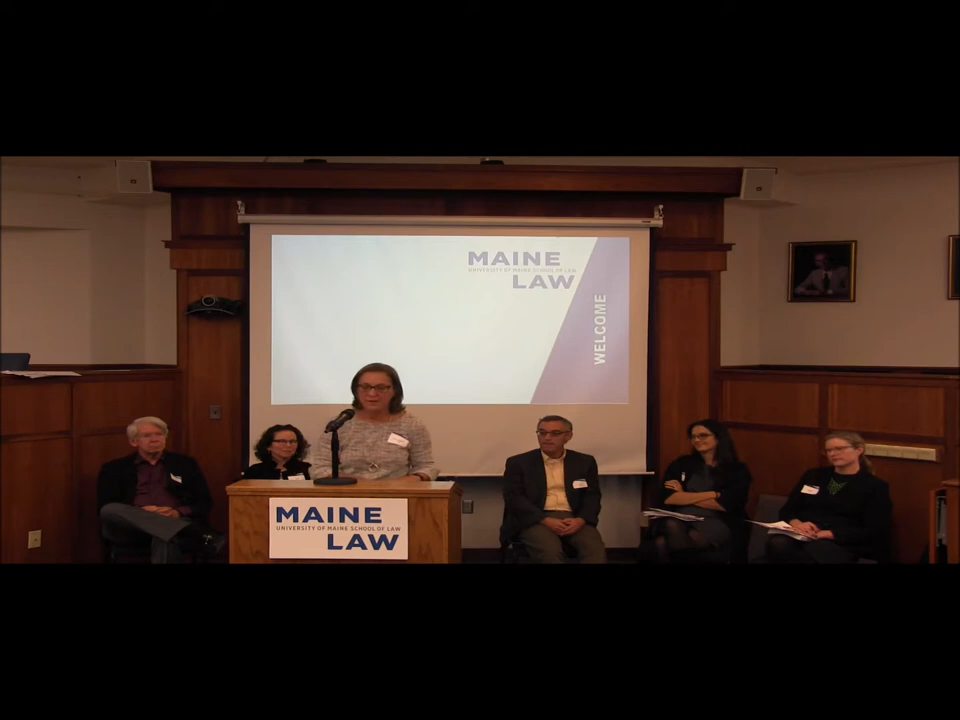 MAINE
UNIVERSITY OF MAINE SCHOOL OF LAW
LAW
WELCOME
MAINE
UNIVERSITY OF MAINE SCHOOL OF LAW
LAW